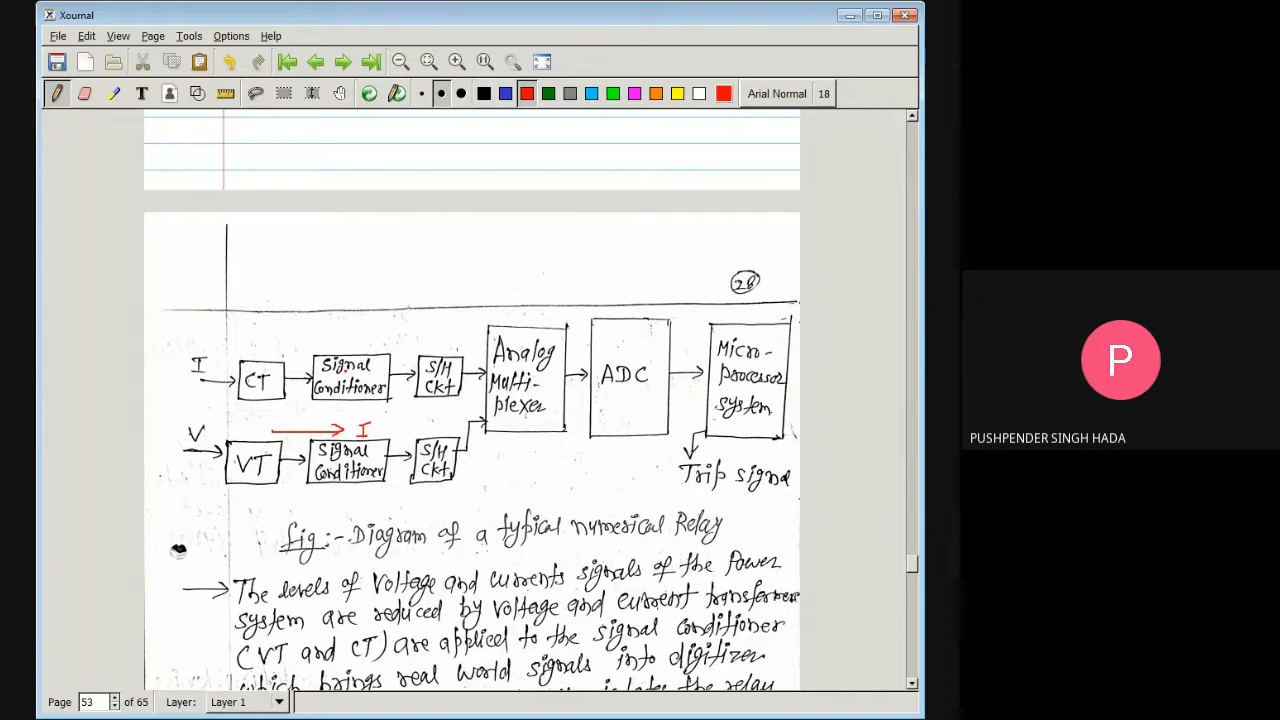 Xournal
File Edit View Page Tools Options Help
Arial Normal 18
26
I
CT
Signal
Conditioner
S/H
Ckt
Analog
Multi-
plexer
ADC
Micro-
Processor
system
I
V
VT
Signal
Conditioner
S/H
Ckt
Trip signal
fig:- Diagram of a typical numerical Relay
→ The levels of Voltage and currents signals of the Power
system are reduced by voltage and current transformer
(VT and CT) are applied to the signal conditioner
which brings real world signals into digitizer
the relay
Page 53 of 65 Layer: Layer 1
P
PUSHPENDER SINGH HADA